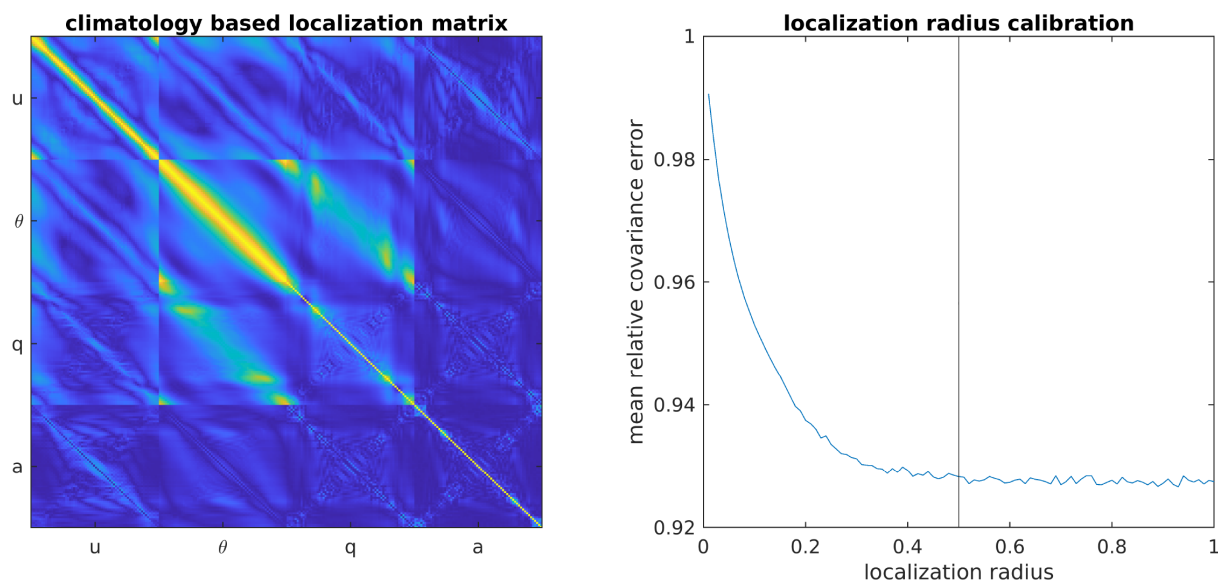 climatology based localization matrix
u
θ
q
a
u
θ
q
a
localization radius calibration
mean relative covariance error
1
0.98
0.96
0.94
0.92
0
0.2
0.4
0.6
0.8
1
localization radius